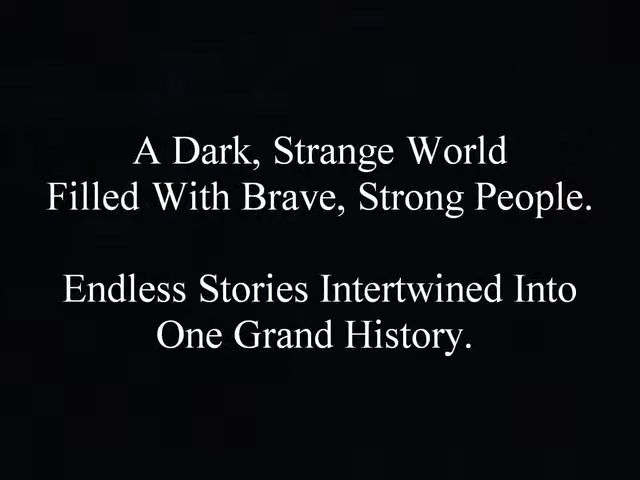 A Dark, Strange World
Filled With Brave, Strong People.
Endless Stories Intertwined Into
One Grand History.